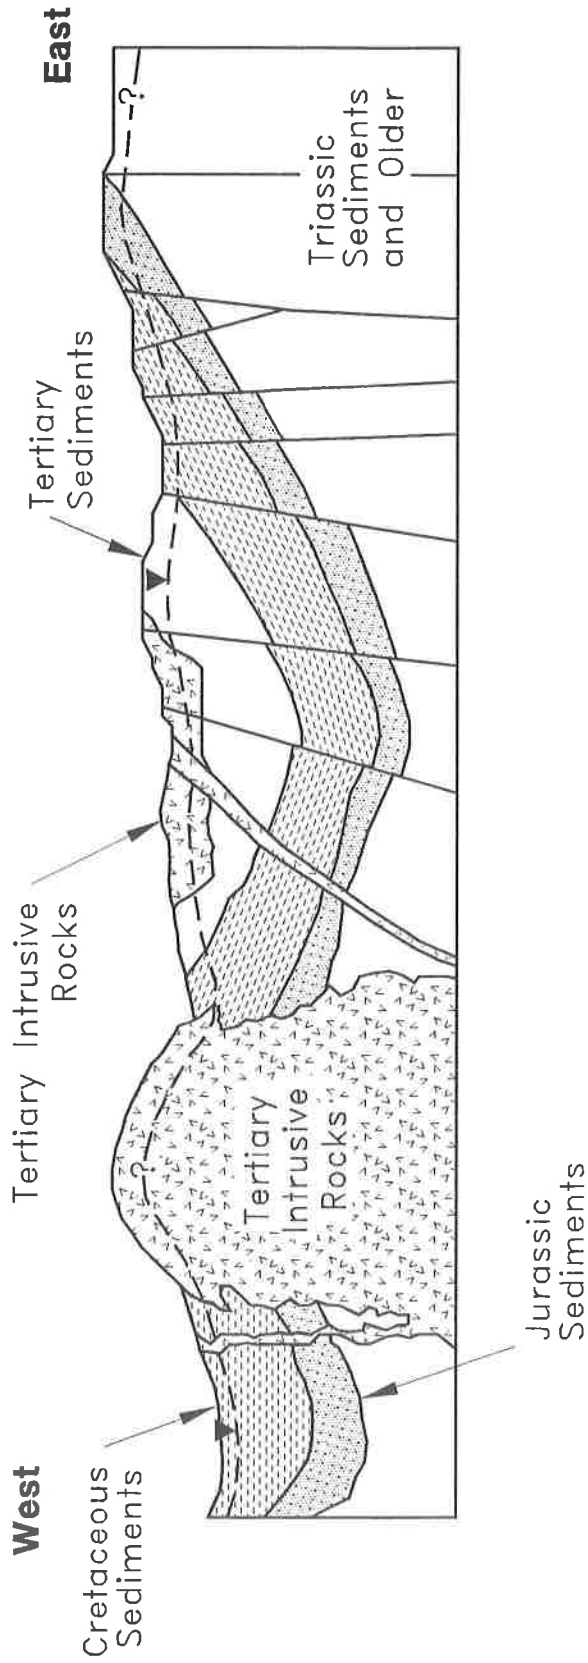 West
East
Cretaceous
Sediments
Tertiary Intrusive
Rocks
Tertiary
Sediments
?
?
Tertiary
Intrusive
Rocks
Triassic
Sediments
and Older
Jurassic
Sediments